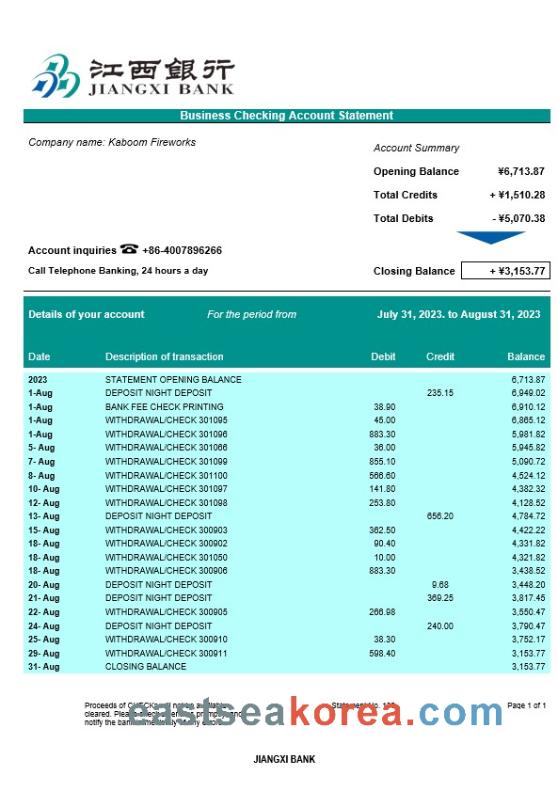 江西銀行
JIANGXI BANK
Business Checking Account Statement
Company name: Kaboom Fireworks
Account Summary
Opening Balance ¥6,713.87
Total Credits + ¥1,510.28
Total Debits - ¥5,070.38
Account inquiries ☎ +86-4007896266
Call Telephone Banking, 24 hours a day
Closing Balance + ¥3,153.77
Details of your account For the period from July 31, 2023. to August 31, 2023
Date Description of transaction Debit Credit Balance
2023 STATEMENT OPENING BALANCE 6,713.87
1-Aug DEPOSIT NIGHT DEPOSIT 235.15 6,949.02
1-Aug BANK FEE CHECK PRINTING 38.90 6,910.12
1-Aug WITHDRAWAL/CHECK 301095 45.00 6,865.12
1-Aug WITHDRAWAL/CHECK 301096 883.30 5,981.82
5- Aug WITHDRAWAL/CHECK 301066 36.00 5,945.82
7- Aug WITHDRAWAL/CHECK 301099 855.10 5,090.72
8- Aug WITHDRAWAL/CHECK 301100 566.60 4,524.12
10- Aug WITHDRAWAL/CHECK 301097 141.80 4,382.32
12- Aug WITHDRAWAL/CHECK 301098 253.80 4,128.52
13- Aug DEPOSIT NIGHT DEPOSIT 656.20 4,784.72
15- Aug WITHDRAWAL/CHECK 300903 362.50 4,422.22
18- Aug WITHDRAWAL/CHECK 300902 90.40 4,331.82
18- Aug WITHDRAWAL/CHECK 301050 10.00 4,321.82
18- Aug WITHDRAWAL/CHECK 300906 883.30 3,438.52
20- Aug DEPOSIT NIGHT DEPOSIT 9.68 3,448.20
21- Aug DEPOSIT NIGHT DEPOSIT 369.25 3,817.45
22- Aug WITHDRAWAL/CHECK 300905 266.98 3,550.47
24- Aug DEPOSIT NIGHT DEPOSIT 240.00 3,790.47
25- Aug WITHDRAWAL/CHECK 300910 38.30 3,752.17
29- Aug WITHDRAWAL/CHECK 300911 598.40 3,153.77
31- Aug CLOSING BALANCE 3,153.77
Proceeds of Page 1 of 1
eastseakorea.com
cleared.
notify the
JIANGXI BANK